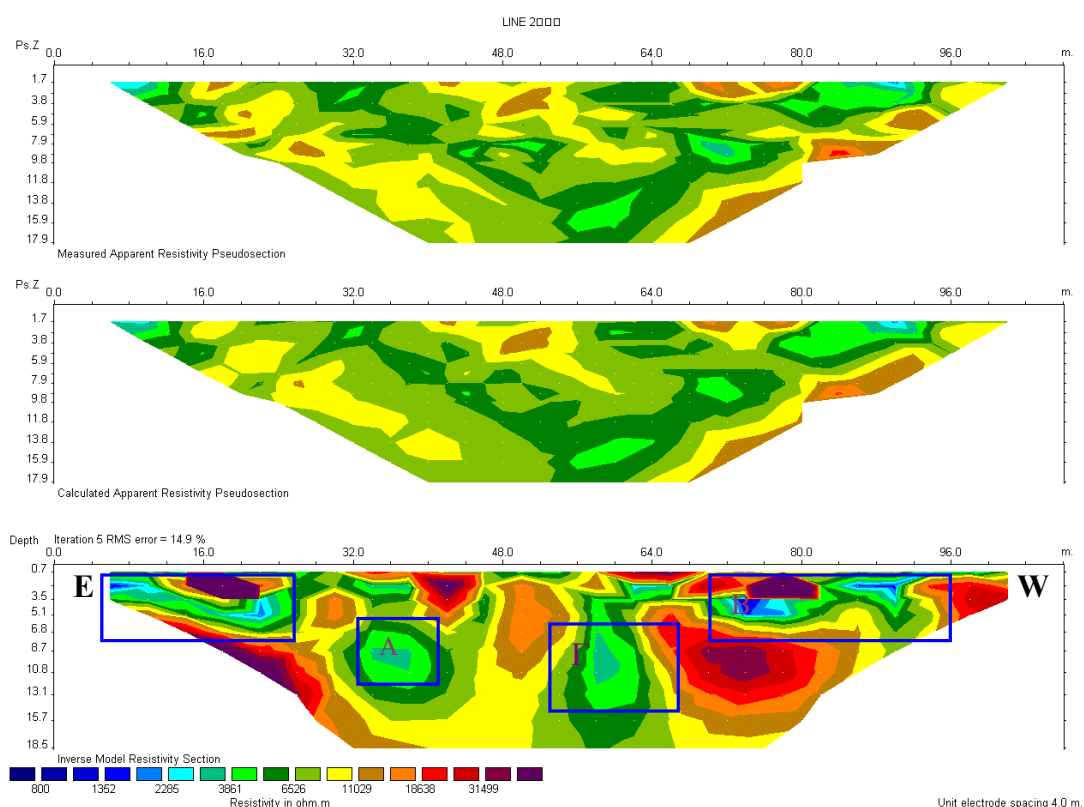 LINE 2□□□
Ps.Z 0.0 16.0 32.0 48.0 64.0 80.0 96.0 m.
1.7
3.8
5.9
7.9
9.8
11.8
13.8
15.9
17.9
Measured Apparent Resistivity Pseudosection
Ps.Z 0.0 16.0 32.0 48.0 64.0 80.0 96.0 m.
1.7
3.8
5.9
7.9
9.8
11.8
13.8
15.9
17.9
Calculated Apparent Resistivity Pseudosection
Depth Iteration 5 RMS error = 14.9 %
0.0 16.0 32.0 48.0 64.0 80.0 96.0 m.
E W
0.7
3.5
5.1
6.8
8.7
10.8
13.1
15.7
18.5
B
A Γ
Inverse Model Resistivity Section
800 1352 2285 3861 6526 11029 18638 31499
Resistivity in ohm.m Unit electrode spacing 4.0 m.